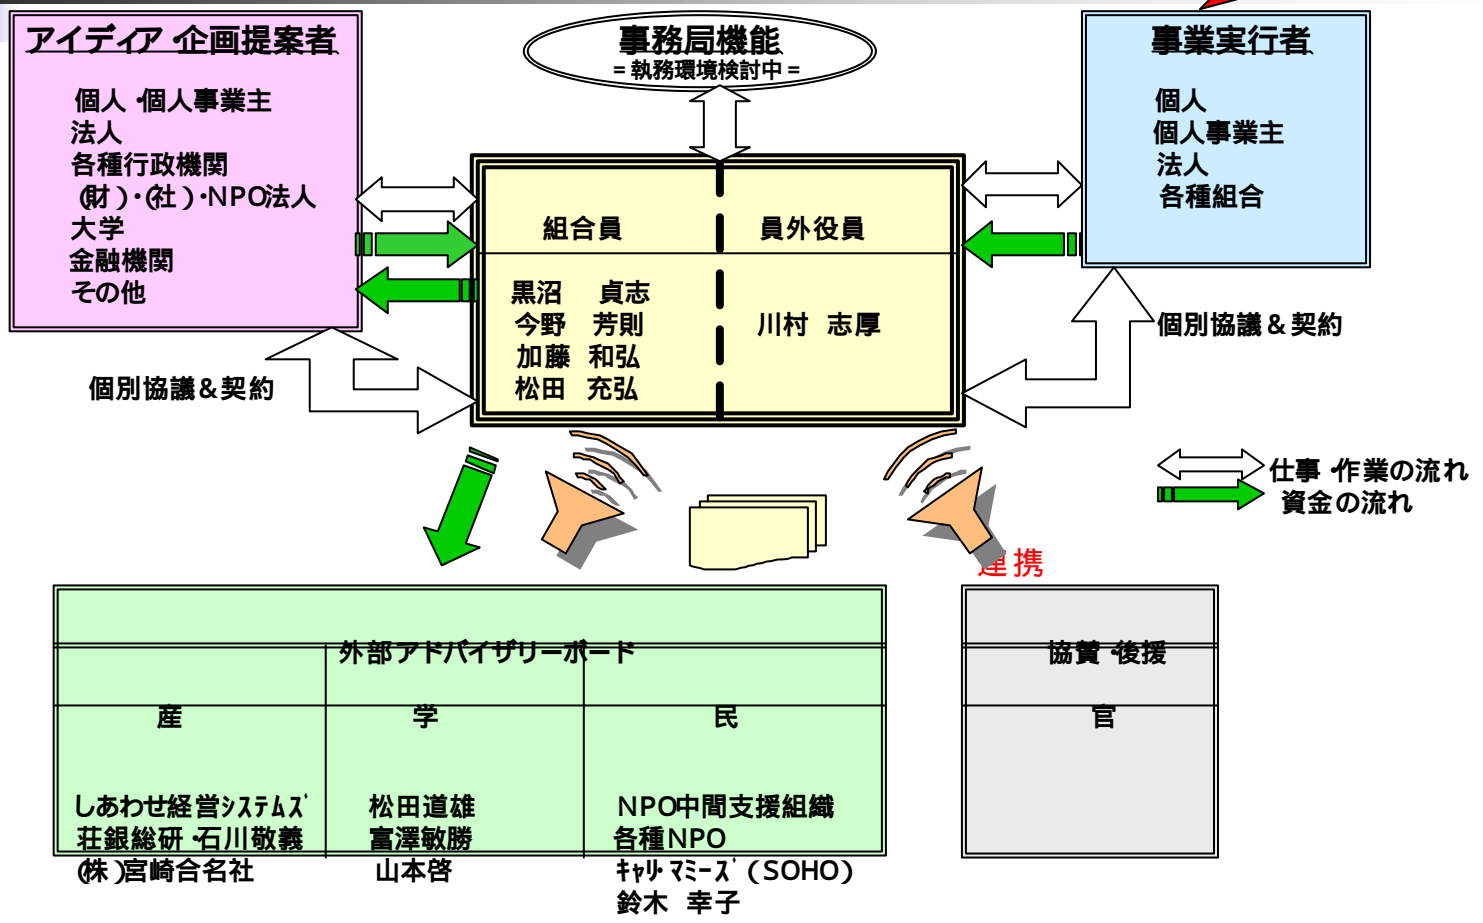 アイディア・企画提案者
個人・個人事業主
法人
各種行政機関
(財)・(社)・NPO法人
大学
金融機関
その他
事務局機能
=執務環境検討中=
事業実行者
個人
個人事業主
法人
各種組合
組合員
員外役員
黒沼 貞志
今野 芳則
加藤 和弘
松田 充弘
川村 志厚
個別協議&契約
個別協議&契約
仕事・作業の流れ
資金の流れ
連携
外部アドバイザリーボード
産
学
民
しあわせ経営システムズ
荘銀総研・石川敬義
(株)宮崎合名社
松田道雄
富澤敏勝
山本啓
NPO中間支援組織
各種NPO
キャリア・マミーズ(SOHO)
鈴木 幸子
協賛・後援
官